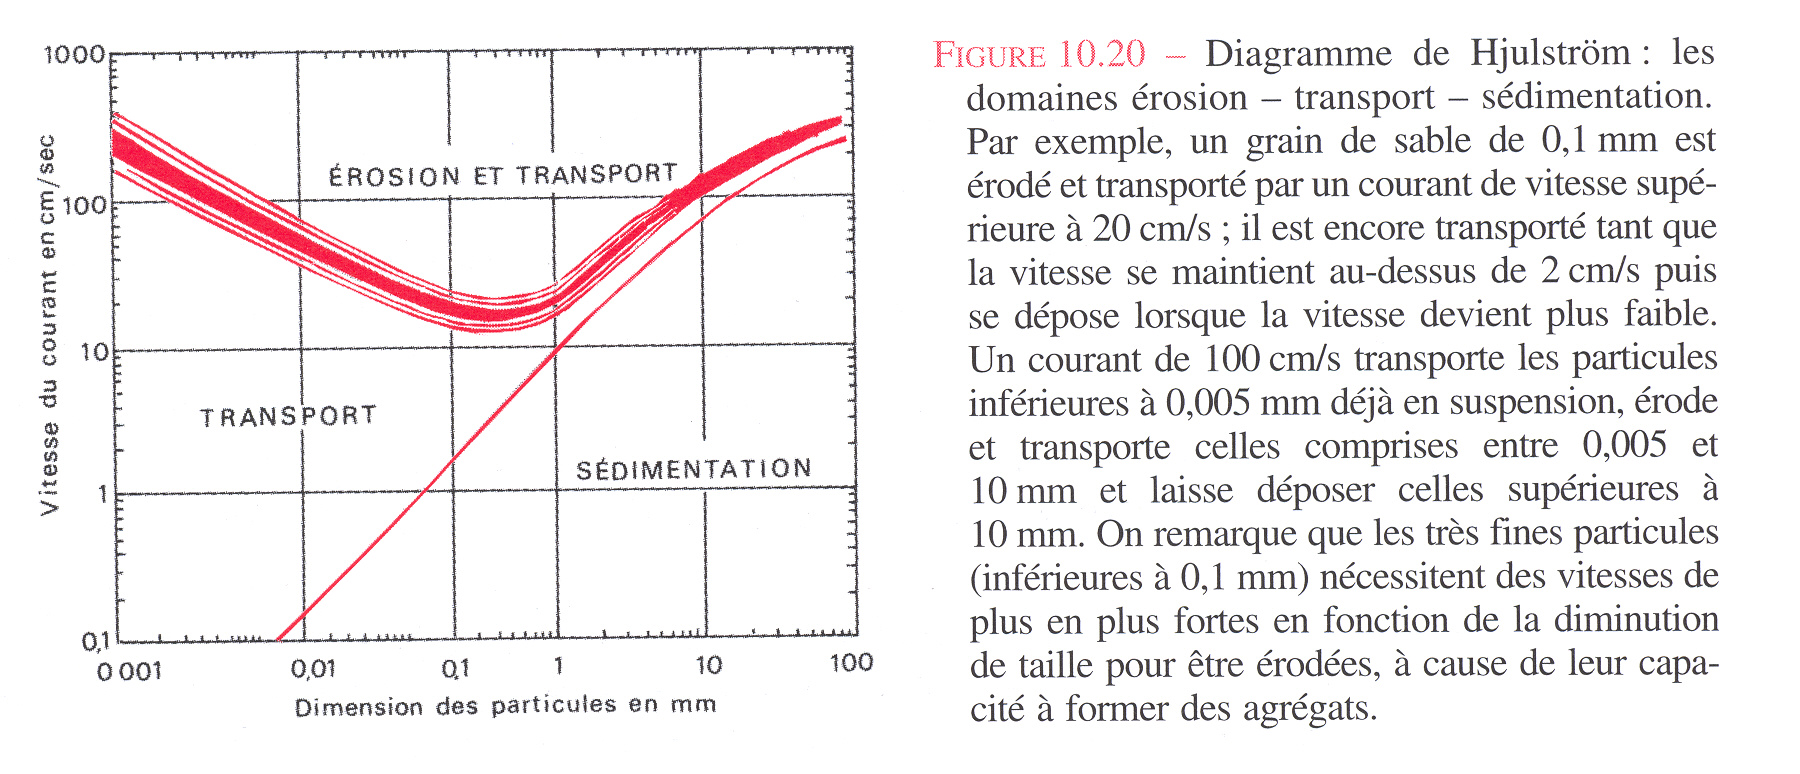 1000
100
10
1
0,1
Vitesse du courant en cm/sec
ÉROSION ET TRANSPORT
TRANSPORT
SÉDIMENTATION
0 001 0,01 0,1 1 10 100
Dimension des particules en mm
FIGURE 10.20 – Diagramme de Hjulström : les
domaines érosion – transport – sédimentation.
Par exemple, un grain de sable de 0,1 mm est
érodé et transporté par un courant de vitesse supé-
rieure à 20 cm/s ; il est encore transporté tant que
la vitesse se maintient au-dessus de 2 cm/s puis
se dépose lorsque la vitesse devient plus faible.
Un courant de 100 cm/s transporte les particules
inférieures à 0,005 mm déjà en suspension, érode
et transporte celles comprises entre 0,005 et
10 mm et laisse déposer celles supérieures à
10 mm. On remarque que les très fines particules
(inférieures à 0,1 mm) nécessitent des vitesses de
plus en plus fortes en fonction de la diminution
de taille pour être érodées, à cause de leur capa-
cité à former des agrégats.